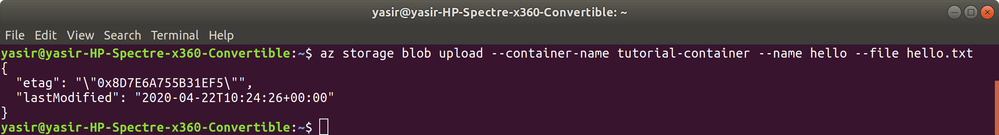 yasir@yasir-HP-Spectre-x360-Convertible: ~
File Edit View Search Terminal Help
yasir@yasir-HP-Spectre-x360-Convertible:~$ az storage blob upload --container-name tutorial-container --name hello --file hello.txt
{
  "etag": "\"0x8D7E6A755B31EF5\"",
  "lastModified": "2020-04-22T10:24:26+00:00"
}
yasir@yasir-HP-Spectre-x360-Convertible:~$